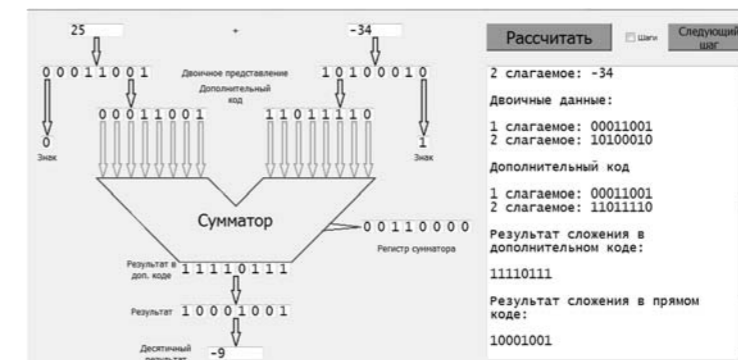 25 + -34
0 0 0 1 1 0 0 1 Двоичное представление 1 0 1 0 0 0 1 0
Дополнительный
код
0 0 0 1 1 0 0 1 1 1 0 1 1 1 1 0
0 1
Знак Знак
Сумматор
0 0 1 1 0 0 0 0
Регистр сумматора
Результат в
доп. коде 1 1 1 1 0 1 1 1
Результат 1 0 0 0 1 0 0 1
Десятичный
результат -9
Рассчитать Шаги Следующий
шаг
2 слагаемое: -34
Двоичные данные:
1 слагаемое: 00011001
2 слагаемое: 10100010
Дополнительный код
1 слагаемое: 00011001
2 слагаемое: 11011110
Результат сложения в
дополнительном коде:
11110111
Результат сложения в прямом
коде:
10001001